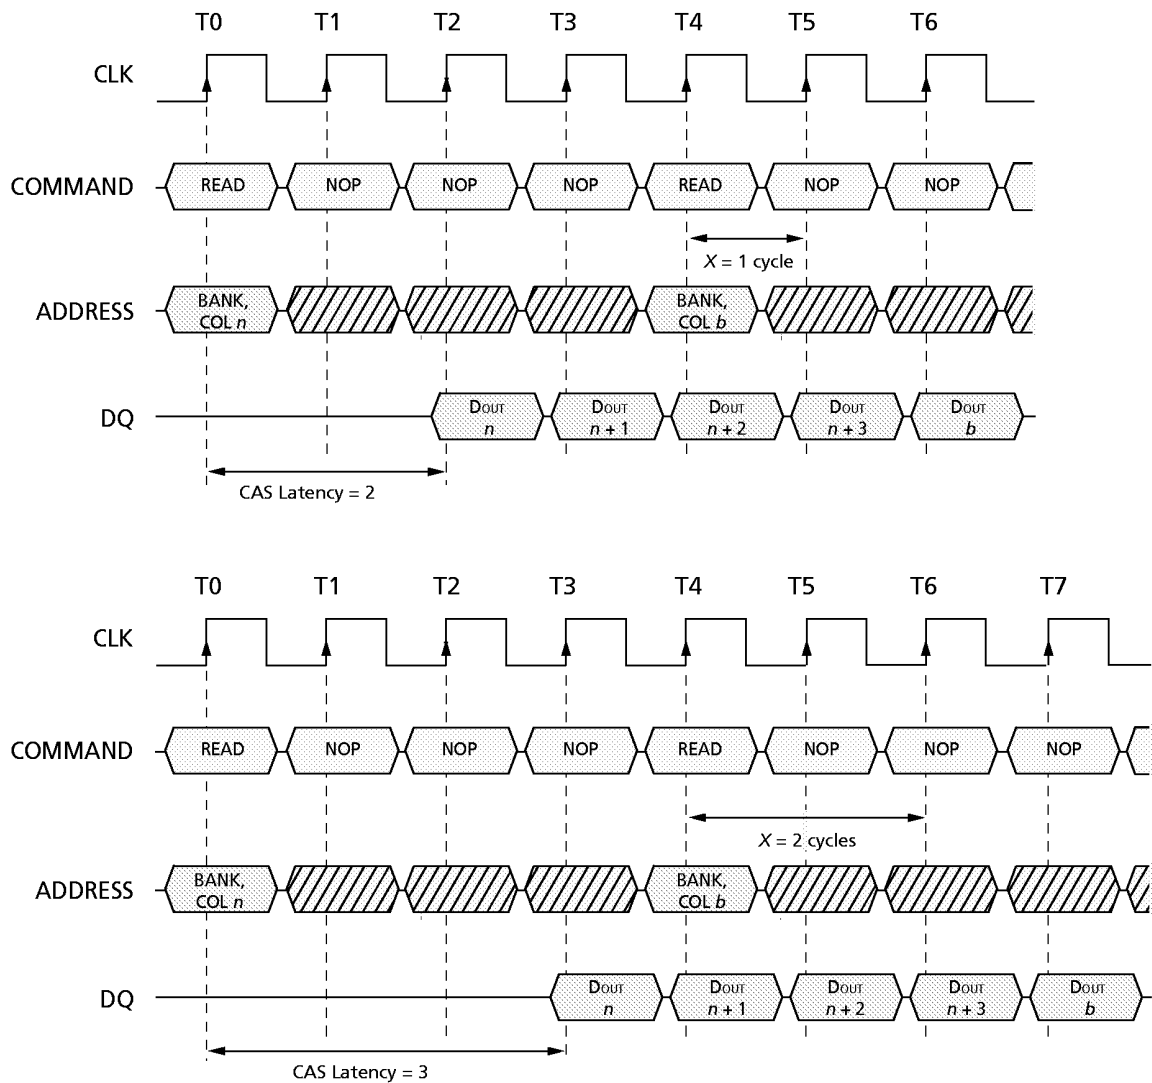 T0 T1 T2 T3 T4 T5 T6
CLK
COMMAND READ NOP NOP NOP READ NOP NOP
X = 1 cycle
ADDRESS BANK, COL n BANK, COL b
DQ DOUT n DOUT n + 1 DOUT n + 2 DOUT n + 3 DOUT b
CAS Latency = 2
T0 T1 T2 T3 T4 T5 T6 T7
CLK
COMMAND READ NOP NOP NOP READ NOP NOP NOP
X = 2 cycles
ADDRESS BANK, COL n BANK, COL b
DQ DOUT n DOUT n + 1 DOUT n + 2 DOUT n + 3 DOUT b
CAS Latency = 3